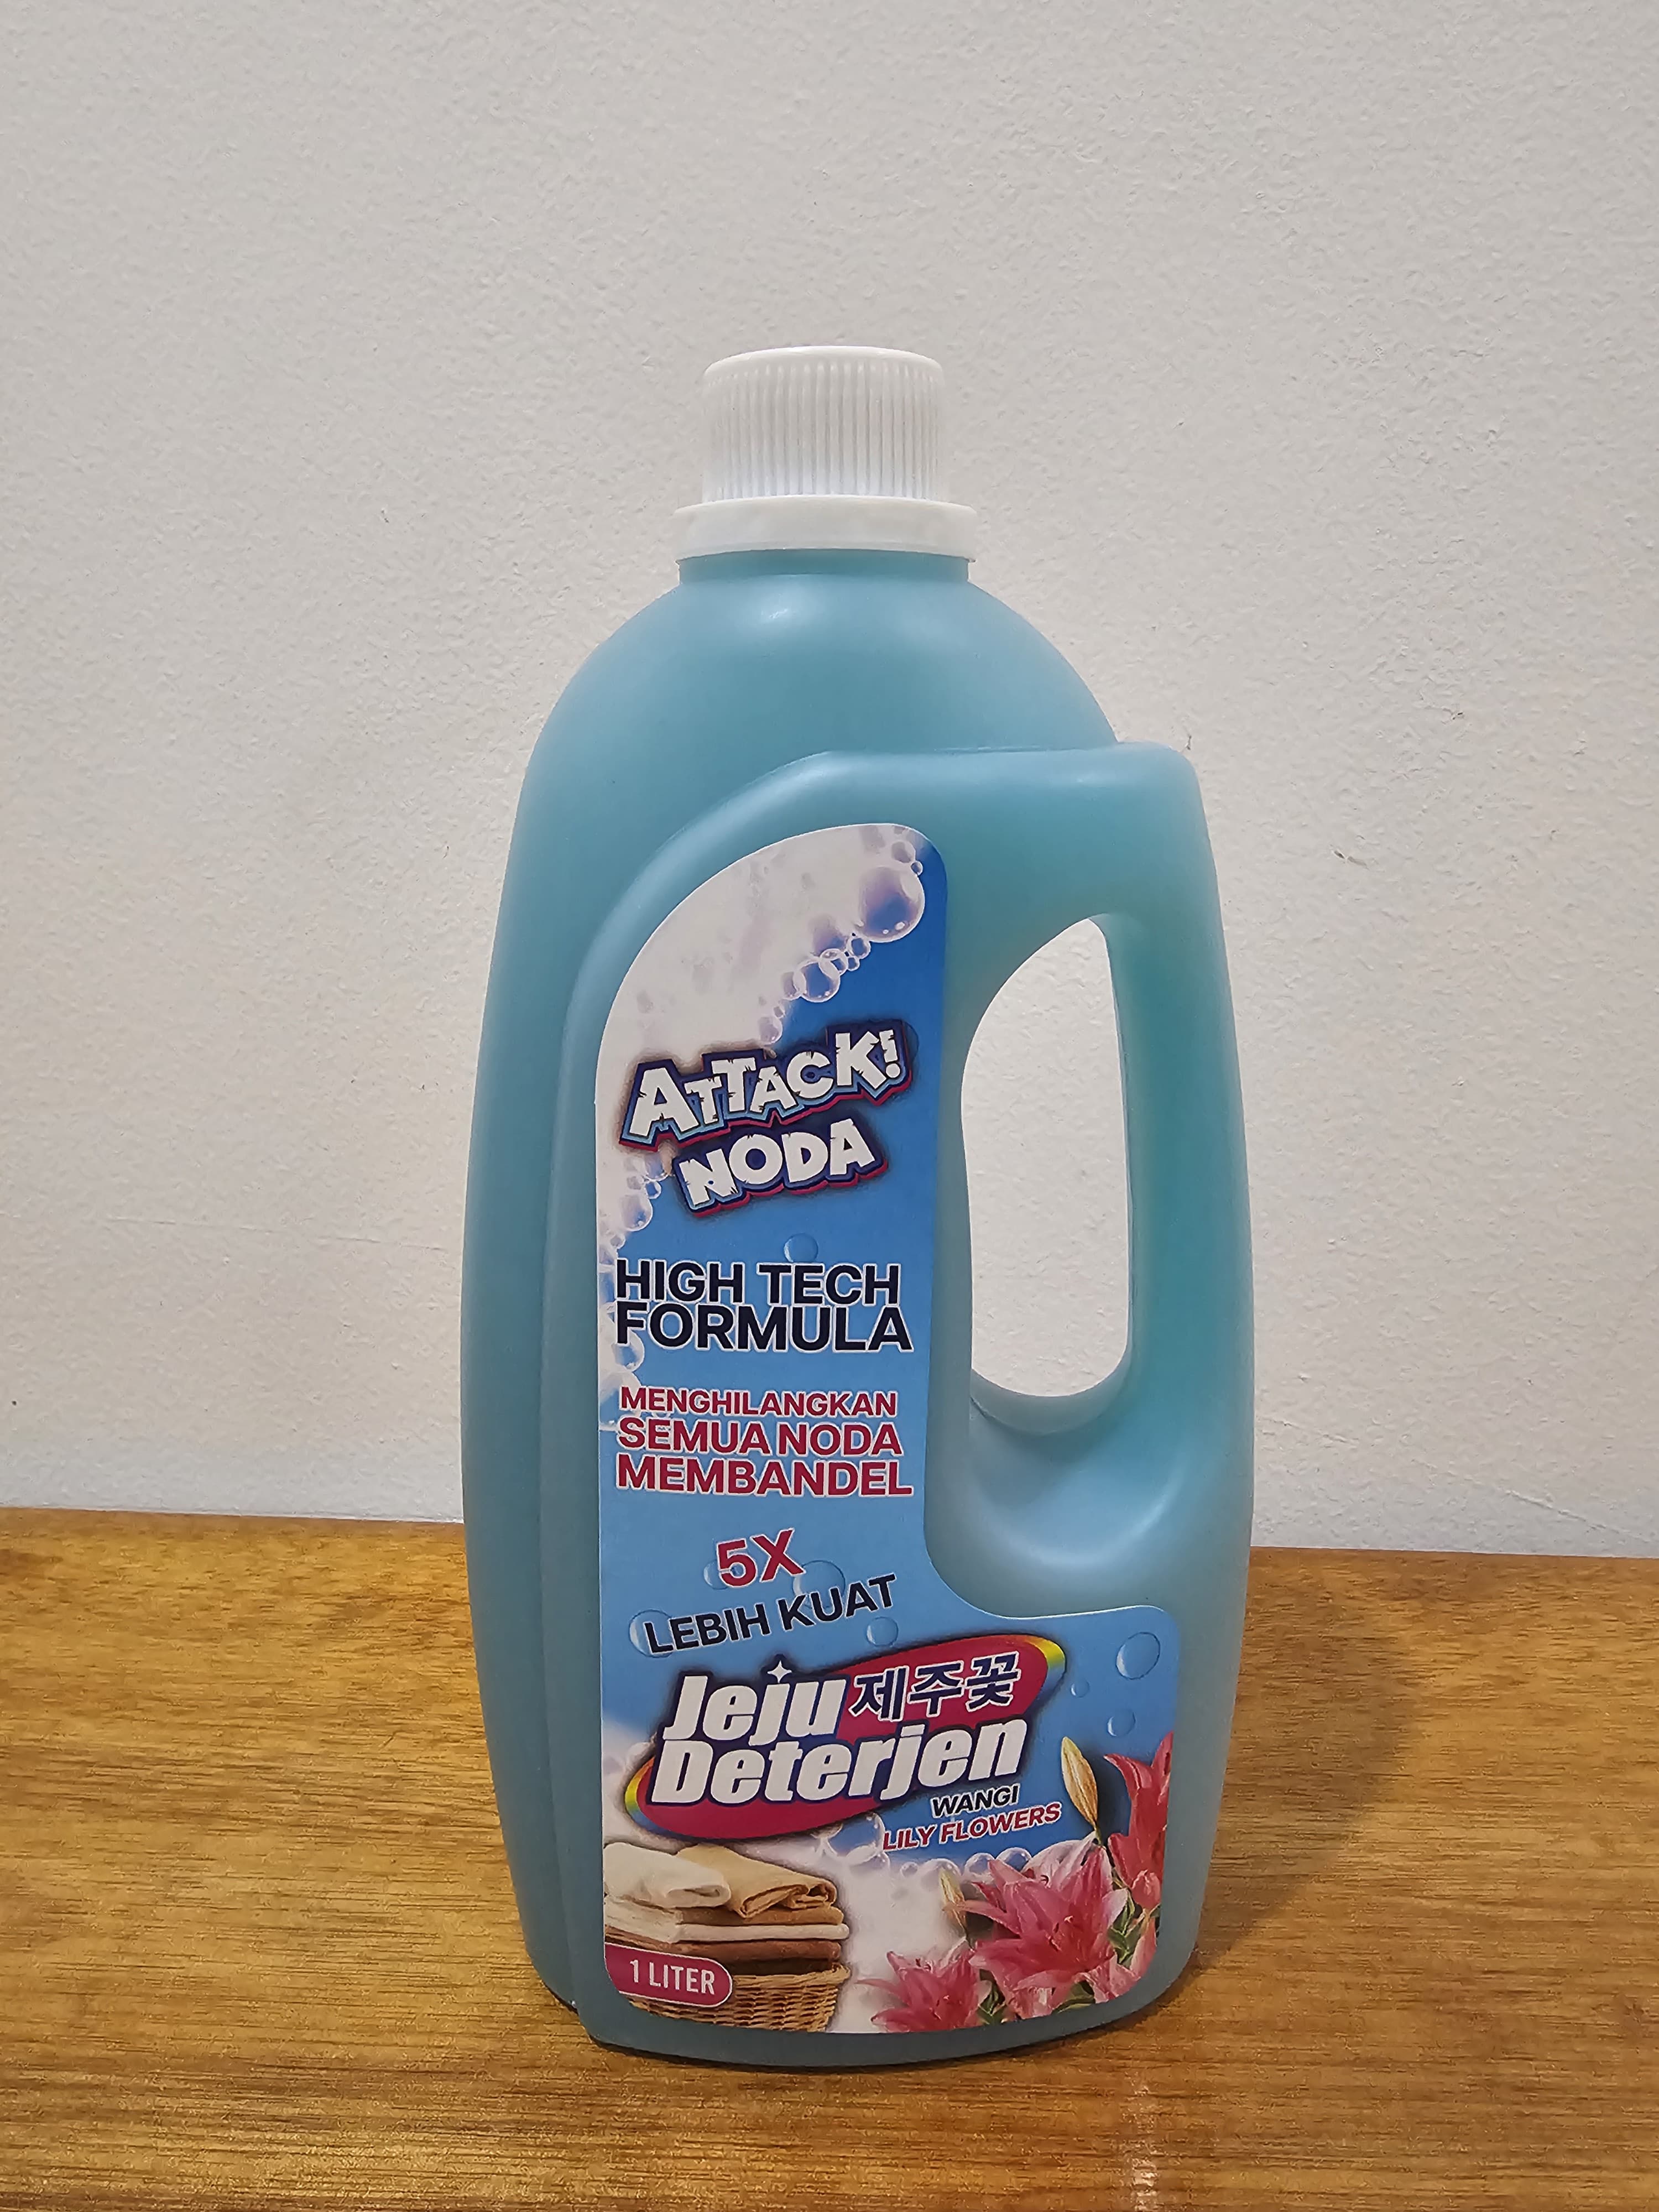 ATTACK!
NODA
HIGH TECH
FORMULA
MENGHILANGKAN
SEMUA NODA
MEMBANDEL
5X
LEBIH KUAT
Jeju 제주꽃
Deterjen
WANGI
LILY FLOWERS
1 LITER